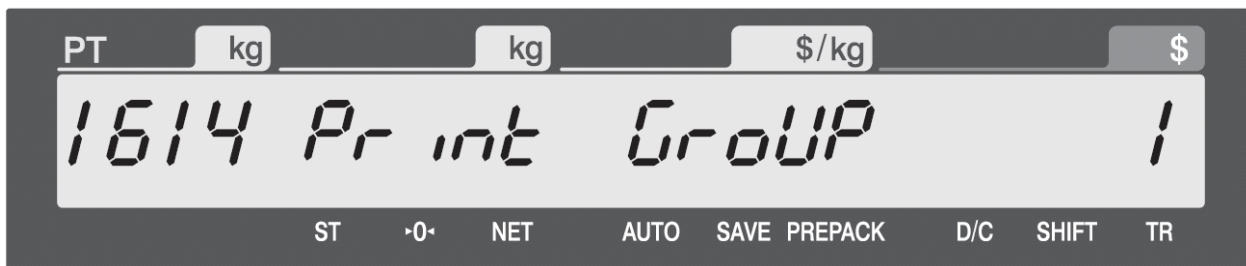 PT kg kg $/kg $
1614 Print GroUP 1
ST ▸0◂ NET AUTO SAVE PREPACK D/C SHIFT TR